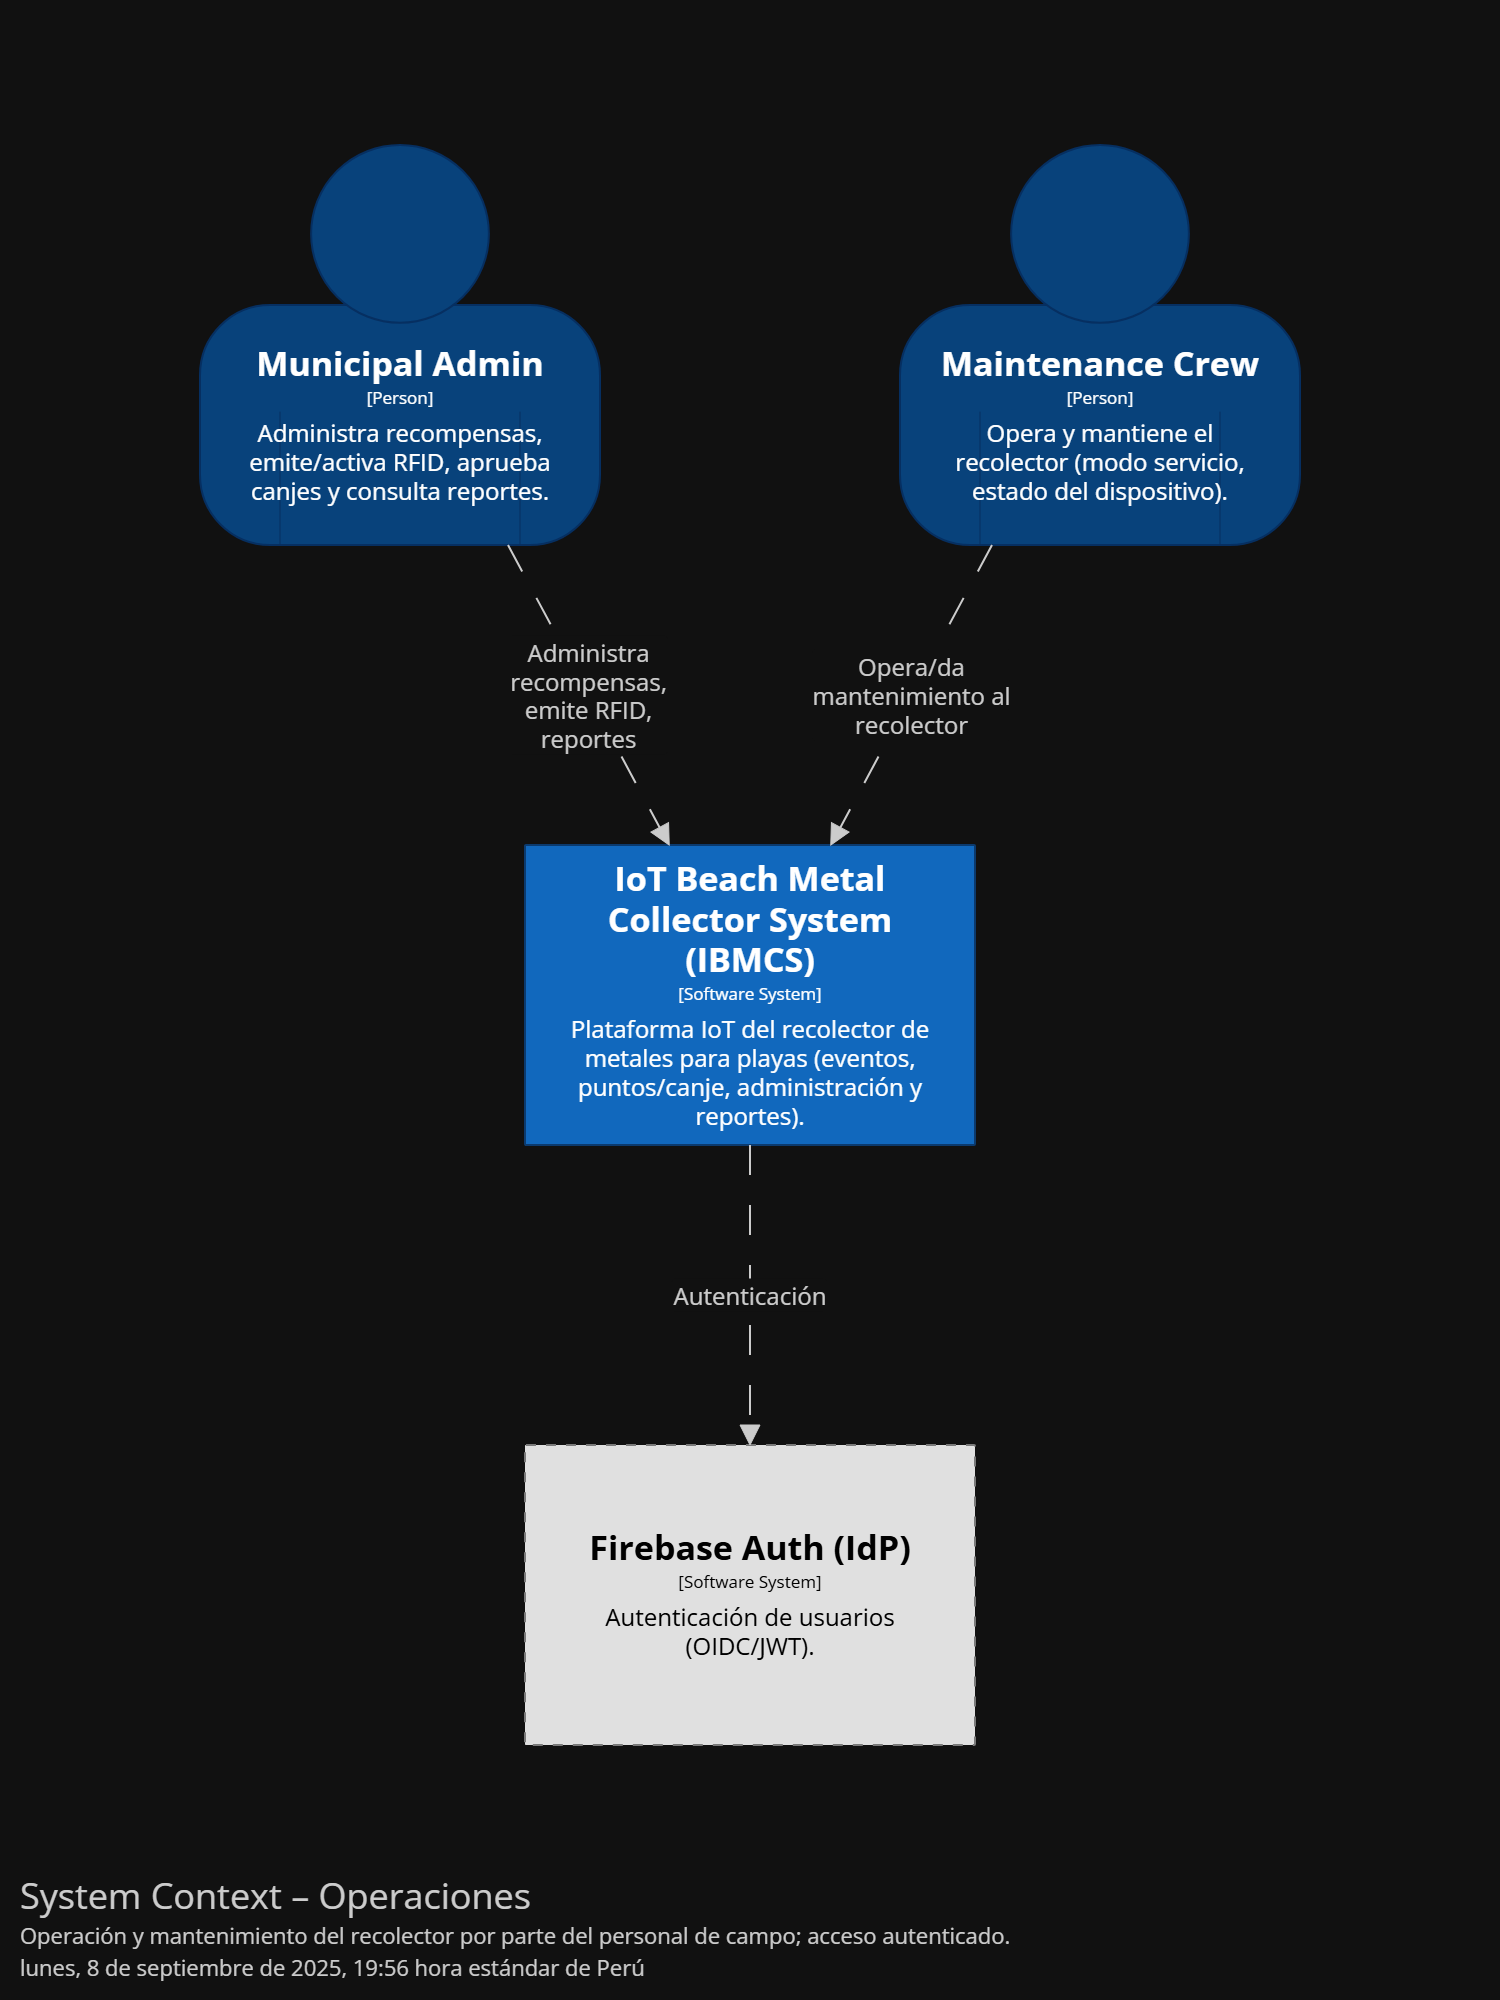 Municipal Admin
[Person]
Administra recompensas,
emite/activa RFID, aprueba
canjes y consulta reportes.
Maintenance Crew
[Person]
Opera y mantiene el
recolector (modo servicio,
estado del dispositivo).
Administra
recompensas,
emite RFID,
reportes
Opera/da
mantenimiento al
recolector
IoT Beach Metal
Collector System
(IBMCS)
[Software System]
Plataforma IoT del recolector de
metales para playas (eventos,
puntos/canje, administración y
reportes).
Autenticación
Firebase Auth (IdP)
[Software System]
Autenticación de usuarios
(OIDC/JWT).
System Context – Operaciones
Operación y mantenimiento del recolector por parte del personal de campo; acceso autenticado.
lunes, 8 de septiembre de 2025, 19:56 hora estándar de Perú